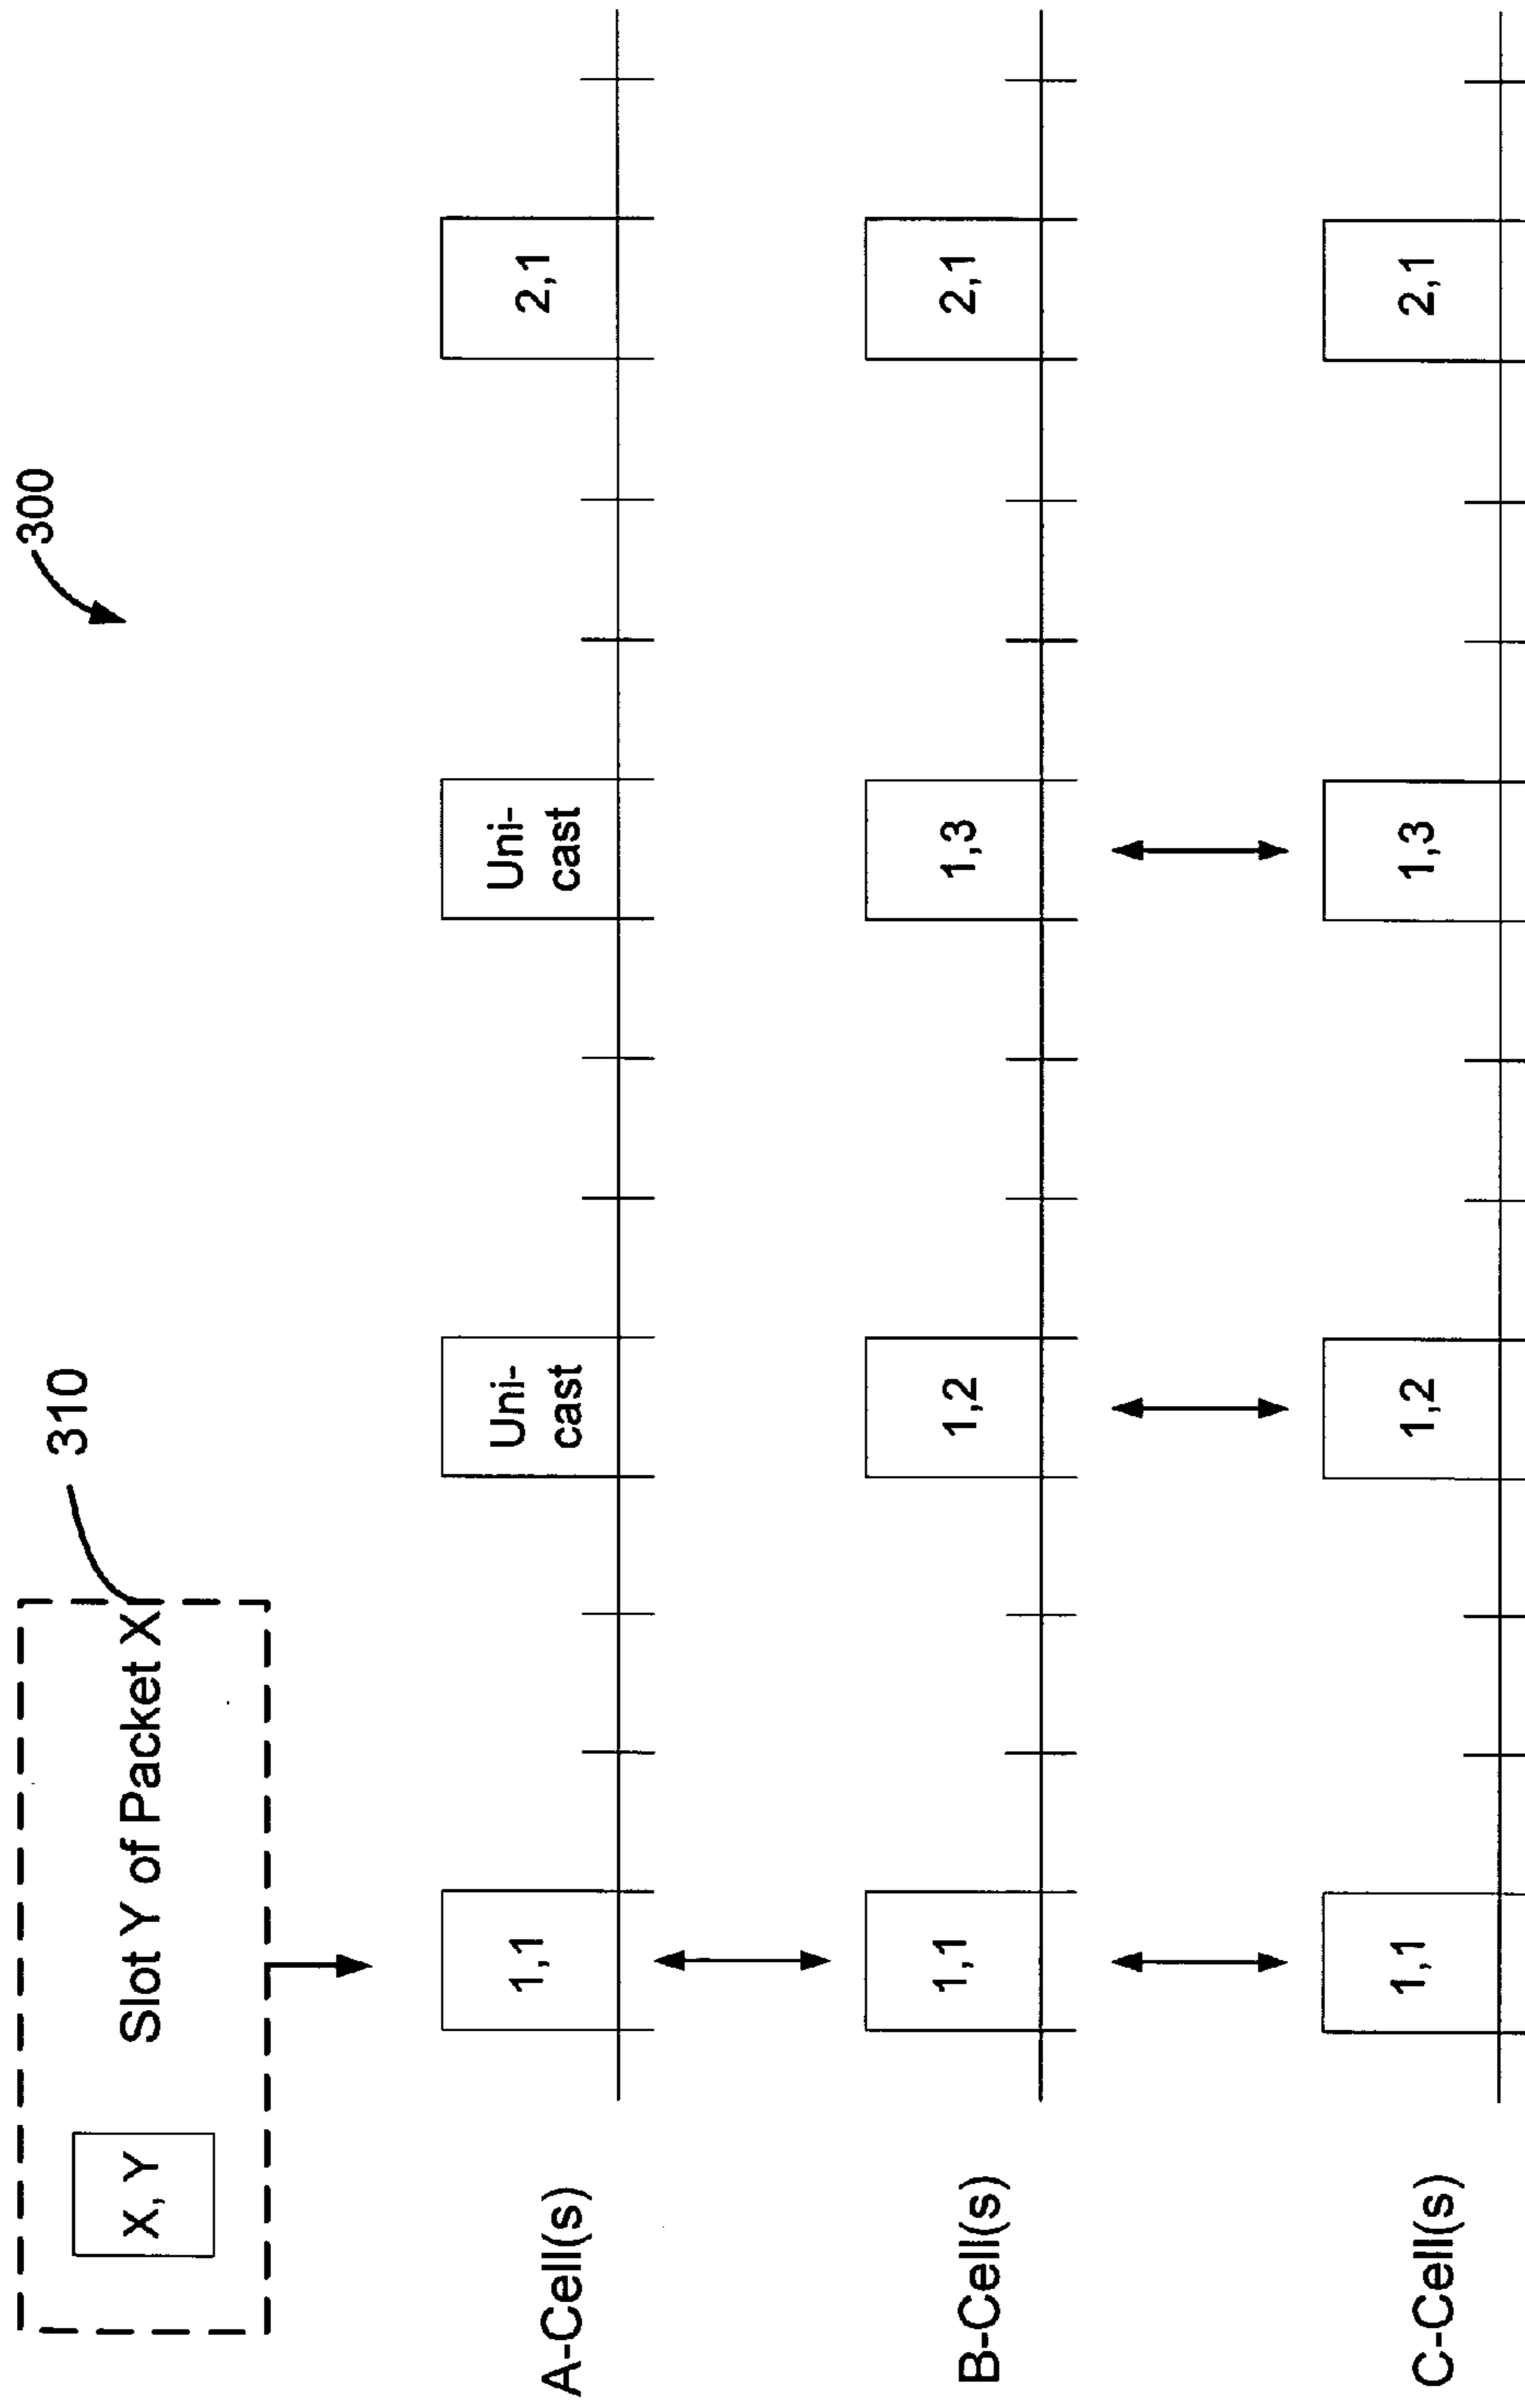 300
310
X, Y
Slot Y of Packet X
A-Cell(s)
1,1
Uni-
cast
Uni-
cast
2,1
B-Cell(s)
1,1
1,2
1,3
2,1
C-Cell(s)
1,1
1,2
1,3
2,1